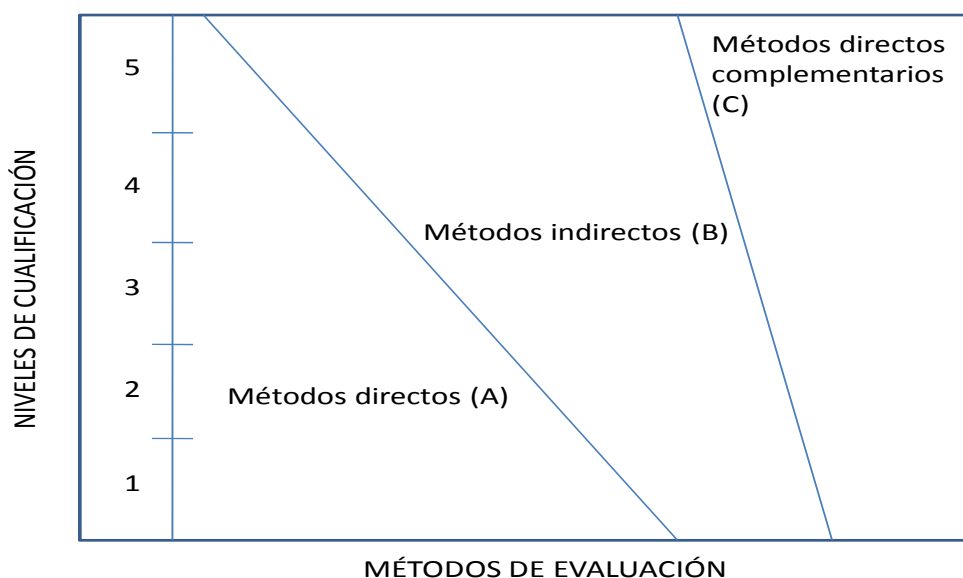 NIVELES DE CUALIFICACIÓN
5
4
3
2
1
Métodos directos
complementarios
(C)
Métodos indirectos (B)
Métodos directos (A)
MÉTODOS DE EVALUACIÓN